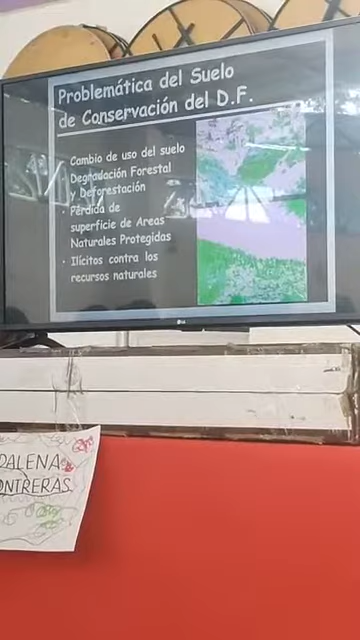 Problemática del Suelo
de Conservación del D.F.
Cambio de uso del suelo
Degradación Forestal
y Deforestación
• Pérdida de
superficie de Areas
Naturales Protegidas
• Ilícitos contra los
recursos naturales
LG
DALENA
ONTRERAS